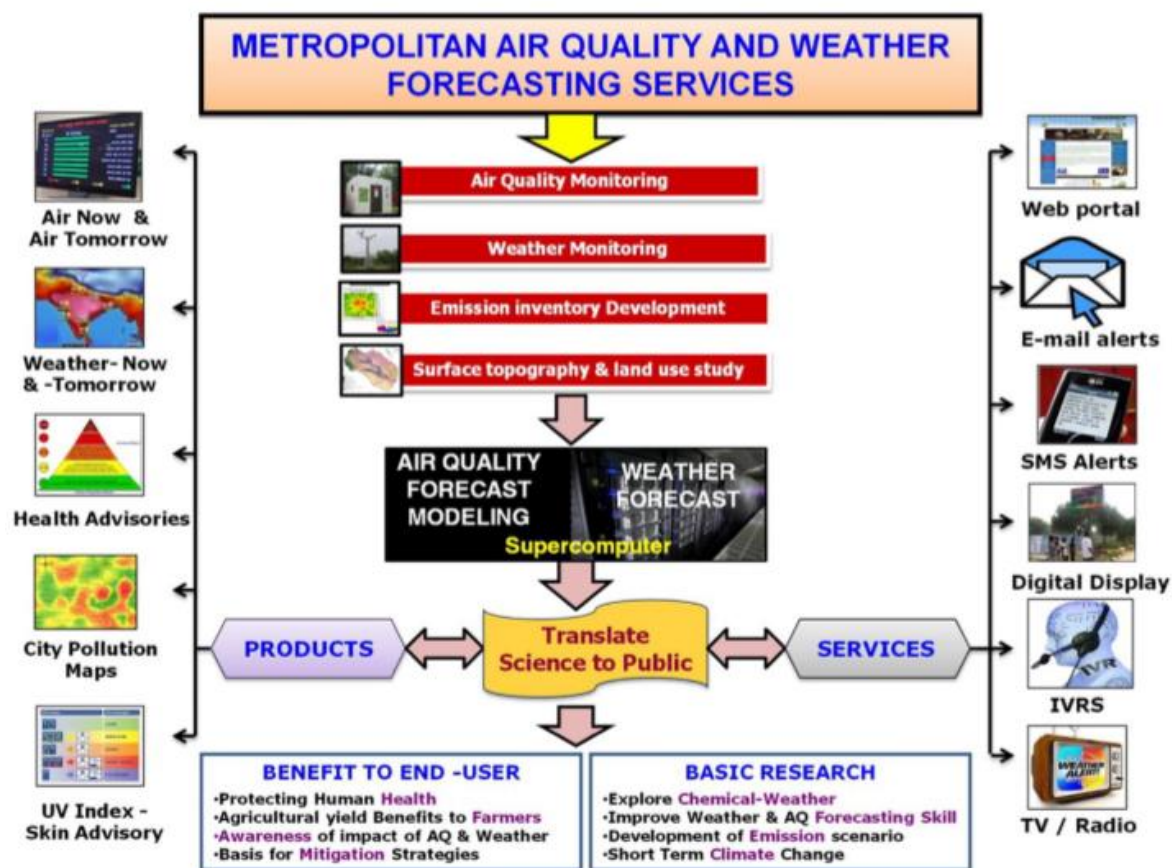 METROPOLITAN AIR QUALITY AND WEATHER
FORECASTING SERVICES
Air Quality Monitoring
Weather Monitoring
Emission inventory Development
Surface topography & land use study
AIR QUALITY
FORECAST
MODELING
WEATHER
FORECAST
Supercomputer
Translate
Science to Public
PRODUCTS
SERVICES
Air Now &
Air Tomorrow
Weather- Now
& -Tomorrow
Health Advisories
City Pollution
Maps
UV Index -
Skin Advisory
Web portal
E-mail alerts
SMS Alerts
Digital Display
IVR
IVRS
WEATHER
ALERT!
TV / Radio
BENEFIT TO END -USER
•Protecting Human Health
•Agricultural yield Benefits to Farmers
•Awareness of impact of AQ & Weather
•Basis for Mitigation Strategies
BASIC RESEARCH
•Explore Chemical-Weather
•Improve Weather & AQ Forecasting Skill
•Development of Emission scenario
•Short Term Climate Change